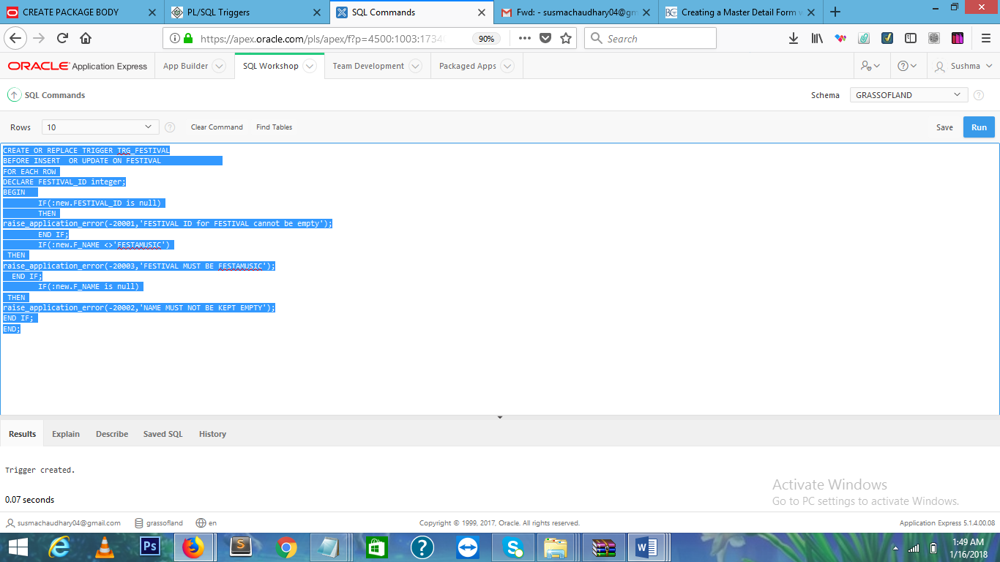 CREATE PACKAGE BODY
PL/SQL Triggers
SQL Commands
Fwd: - susmachaudhary04@gm
Creating a Master Detail Form w
https://apex.oracle.com/pls/apex/f?p=4500:1003:1734
90%
Search
ORACLE Application Express
App Builder
SQL Workshop
Team Development
Packaged Apps
Sushma
SQL Commands
Schema
GRASSOFLAND
Rows
10
Clear Command
Find Tables
Save
Run
CREATE OR REPLACE TRIGGER TRG_FESTIVAL
BEFORE INSERT  OR UPDATE ON FESTIVAL
FOR EACH ROW
DECLARE FESTIVAL_ID integer;
BEGIN
IF(:new.FESTIVAL_ID is null)
THEN
raise_application_error(-20001,'FESTIVAL ID for FESTIVAL cannot be empty');
END IF;
IF(:new.F_NAME <>'FESTAMUSIC')
THEN
raise_application_error(-20003,'FESTIVAL MUST BE FESTAMUSIC');
END IF;
IF(:new.F_NAME is null)
THEN
raise_application_error(-20002,'NAME MUST NOT BE KEPT EMPTY');
END IF;
END;
Results
Explain
Describe
Saved SQL
History
Trigger created.
0.07 seconds
Activate Windows
Go to PC settings to activate Windows.
susmachaudhary04@gmail.com
grassofland
en
Copyright © 1999, 2017, Oracle. All rights reserved.
Application Express 5.1.4.00.08
Ps
1:49 AM
1/16/2018